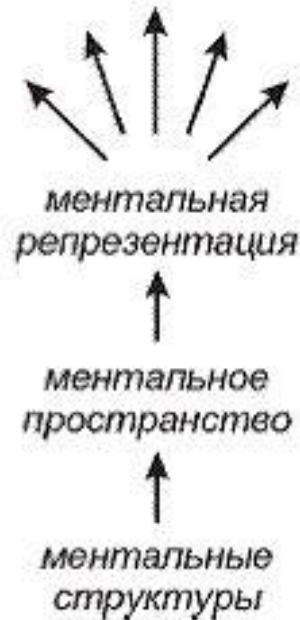 ментальная
репрезентация
ментальное
пространство
ментальные
структуры